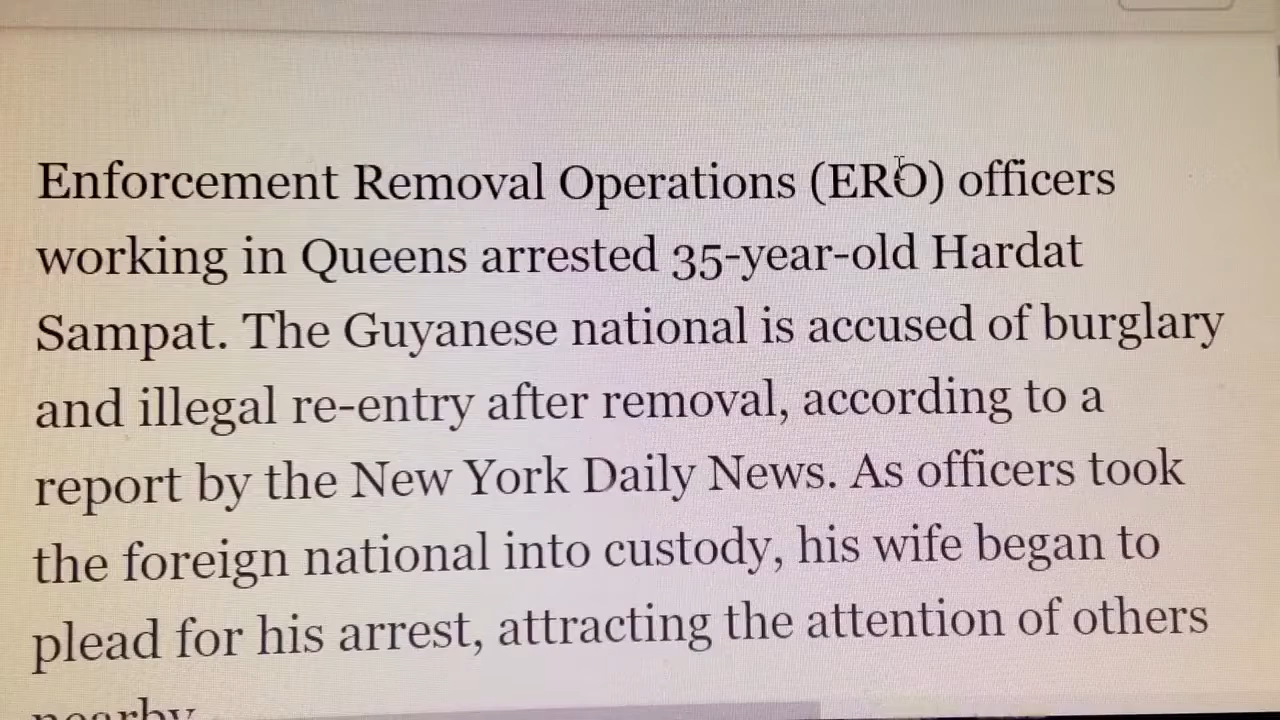 Enforcement Removal Operations (ERO) officers
working in Queens arrested 35-year-old Hardat
Sampat. The Guyanese national is accused of burglary
and illegal re-entry after removal, according to a
report by the New York Daily News. As officers took
the foreign national into custody, his wife began to
plead for his arrest, attracting the attention of others
nearby